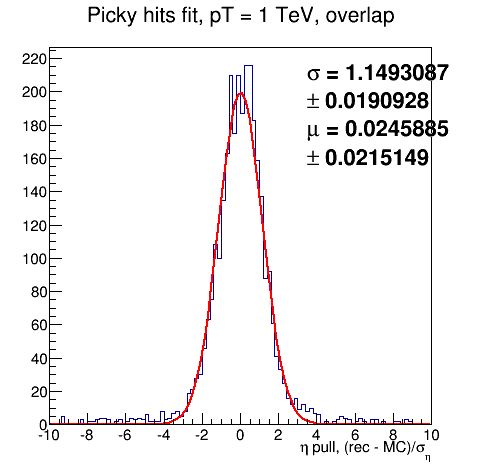 Picky hits fit, pT = 1 TeV, overlap
σ = 1.1493087
± 0.0190928
μ = 0.0245885
± 0.0215149
220
200
180
160
140
120
100
80
60
40
20
0
-10 -8 -6 -4 -2 0 2 4 6 8 10
η pull, (rec - MC)/σ_η